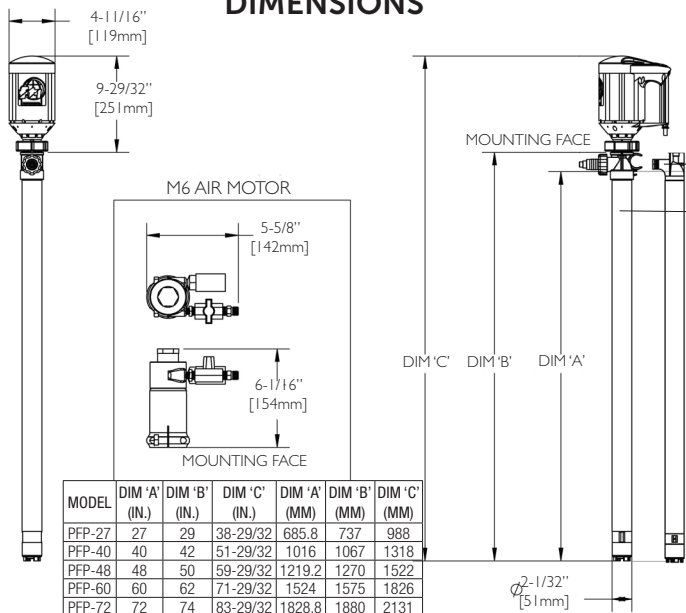 DIMENSIONS
4-11/16"
[119mm]
9-29/32"
[251mm]
MOUNTING FACE
M6 AIR MOTOR
5-5/8"
[142mm]
6-1/16"
[154mm]
MOUNTING FACE
DIM 'C'
DIM 'B'
DIM 'A'
MODEL DIM 'A' (IN.) DIM 'B' (IN.) DIM 'C' (IN.) DIM 'A' (MM) DIM 'B' (MM) DIM 'C' (MM)
PFP-27 27 29 38-29/32 685.8 737 988
PFP-40 40 42 51-29/32 1016 1067 1318
PFP-48 48 50 59-29/32 1219.2 1270 1522
PFP-60 60 62 71-29/32 1524 1575 1826
PFP-72 72 74 83-29/32 1828.8 1880 2131
Ø2-1/32"
[51mm]